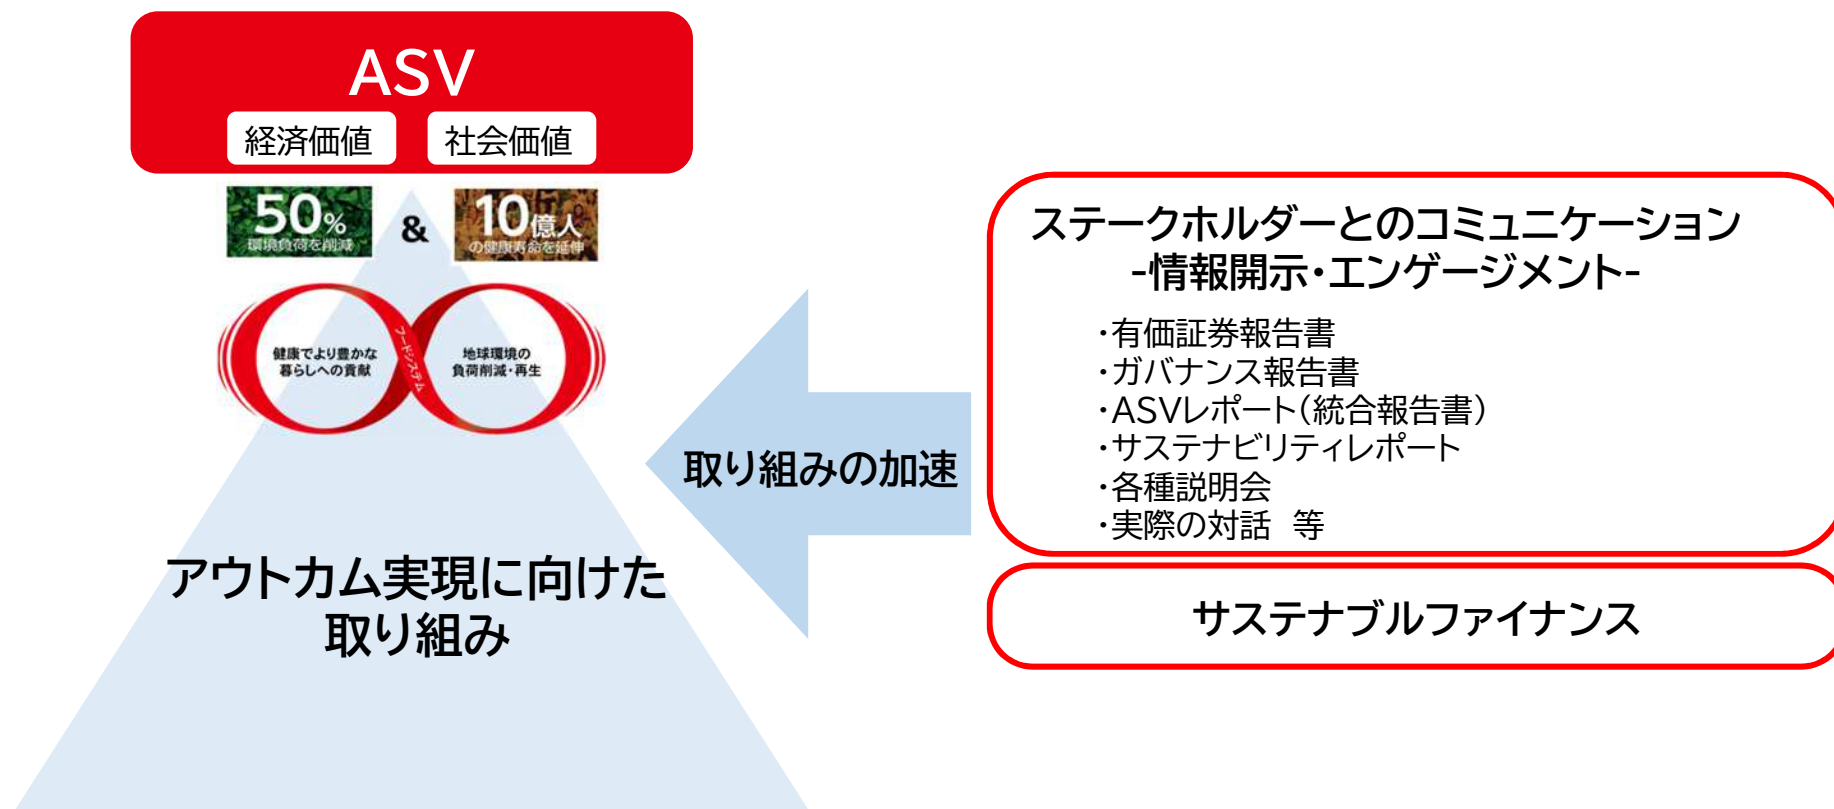 ASV
経済価値
社会価値
50%
環境負荷を削減
&
10億人
の健康寿命を延伸
健康でより豊かな
暮らしへの貢献
フードシステム
地球環境の
負荷削減・再生
アウトカム実現に向けた
取り組み
取り組みの加速
ステークホルダーとのコミュニケーション
-情報開示・エンゲージメント-
・有価証券報告書
・ガバナンス報告書
・ASVレポート(統合報告書)
・サステナビリティレポート
・各種説明会
・実際の対話 等
サステナブルファイナンス